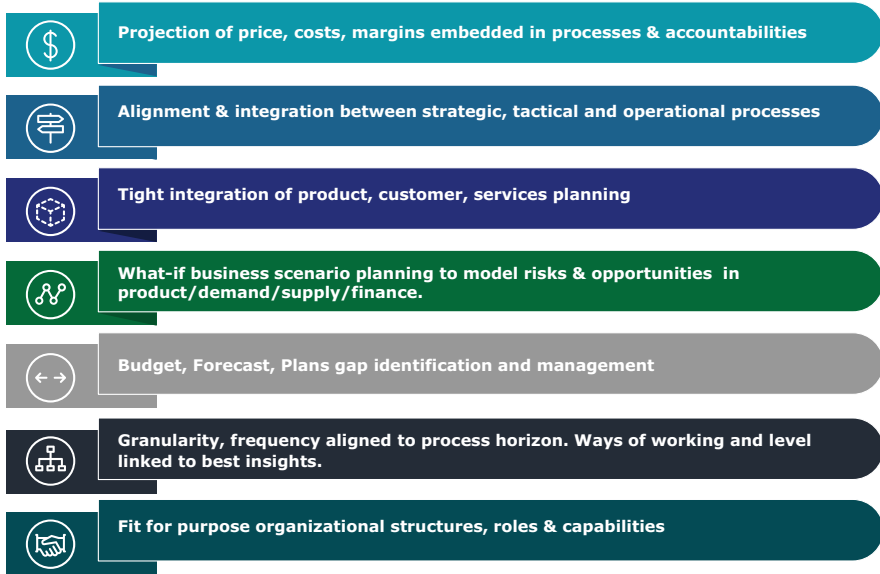 Projection of price, costs, margins embedded in processes & accountabilities
Alignment & integration between strategic, tactical and operational processes
Tight integration of product, customer, services planning
What-if business scenario planning to model risks & opportunities  in
product/demand/supply/finance.
Budget, Forecast, Plans gap identification and management
Granularity, frequency aligned to process horizon. Ways of working and level
linked to best insights.
Fit for purpose organizational structures, roles & capabilities